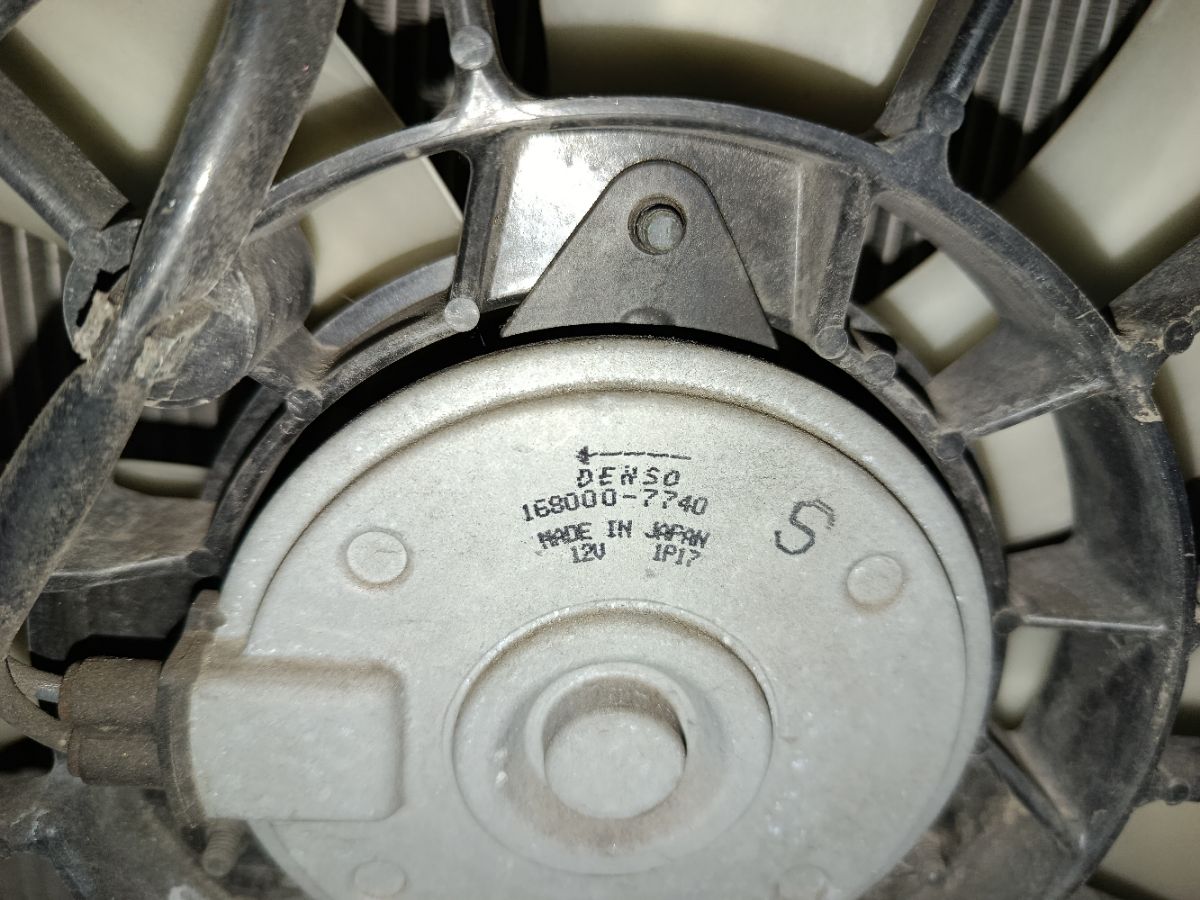 DENSO
168000-7740
S
MADE IN JAPAN
12V 1P17